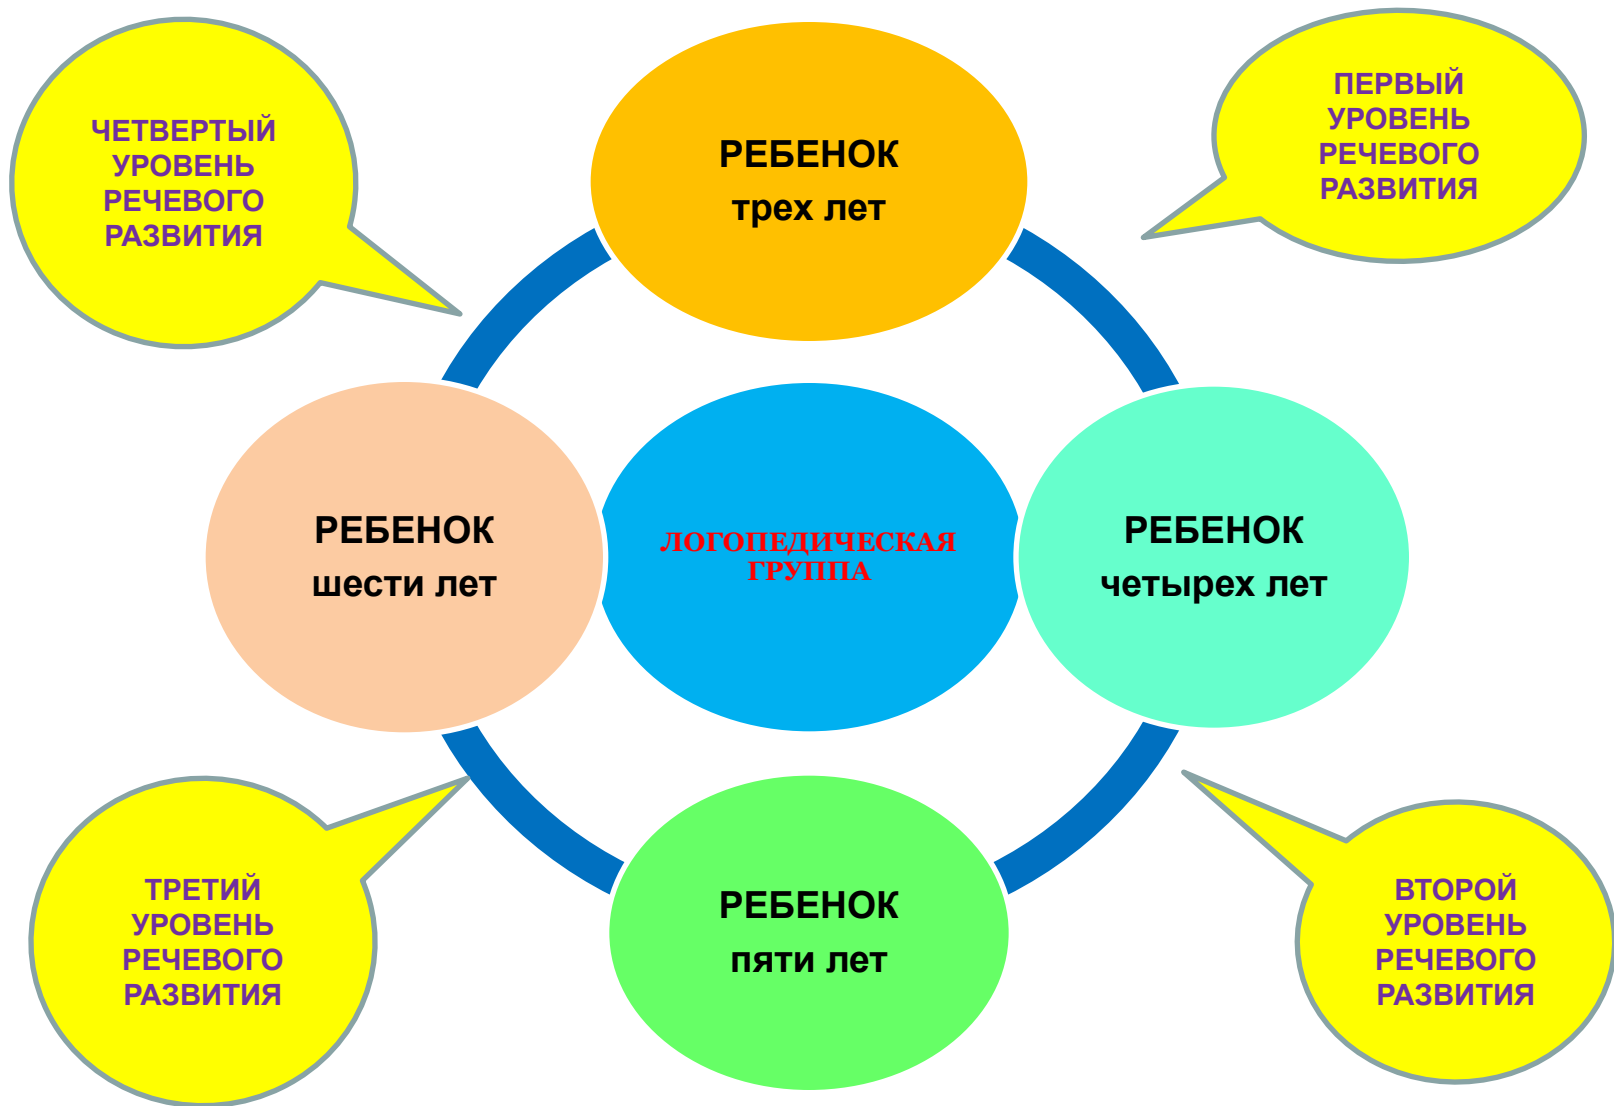 ЧЕТВЕРТЫЙ
УРОВЕНЬ
РЕЧЕВОГО
РАЗВИТИЯ
РЕБЕНОК
трех лет
ПЕРВЫЙ
УРОВЕНЬ
РЕЧЕВОГО
РАЗВИТИЯ
РЕБЕНОК
шести лет
ЛОГОПЕДИЧЕСКАЯ
ГРУППА
РЕБЕНОК
четырех лет
ТРЕТИЙ
УРОВЕНЬ
РЕЧЕВОГО
РАЗВИТИЯ
РЕБЕНОК
пяти лет
ВТОРОЙ
УРОВЕНЬ
РЕЧЕВОГО
РАЗВИТИЯ